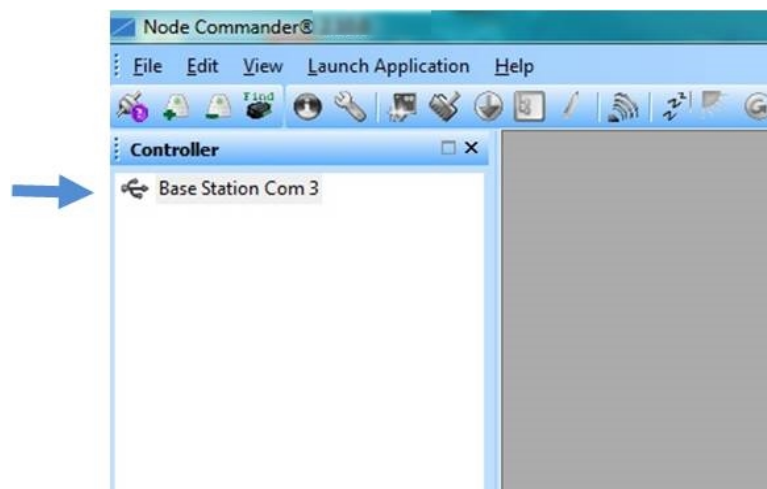 Node Commander®
File Edit View Launch Application Help
Find
Controller
Base Station Com 3